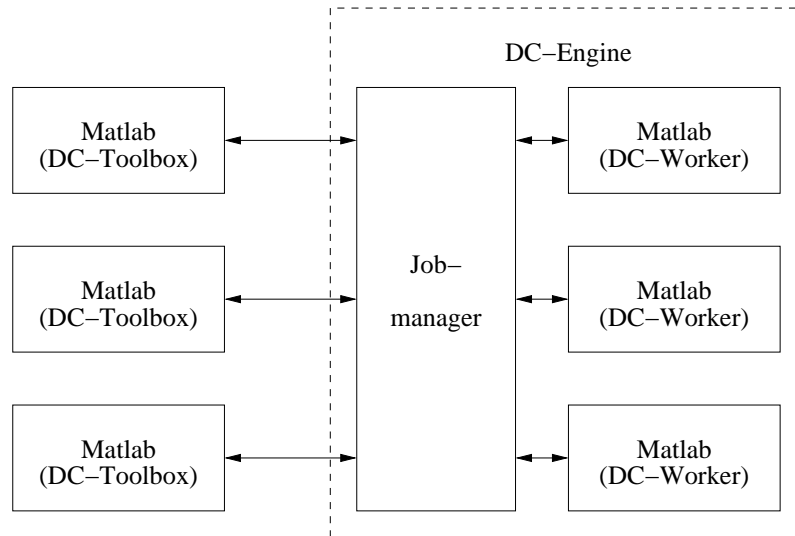 DC–Engine
Matlab
(DC–Toolbox)
Matlab
(DC–Toolbox)
Matlab
(DC–Toolbox)
Job–
manager
Matlab
(DC–Worker)
Matlab
(DC–Worker)
Matlab
(DC–Worker)